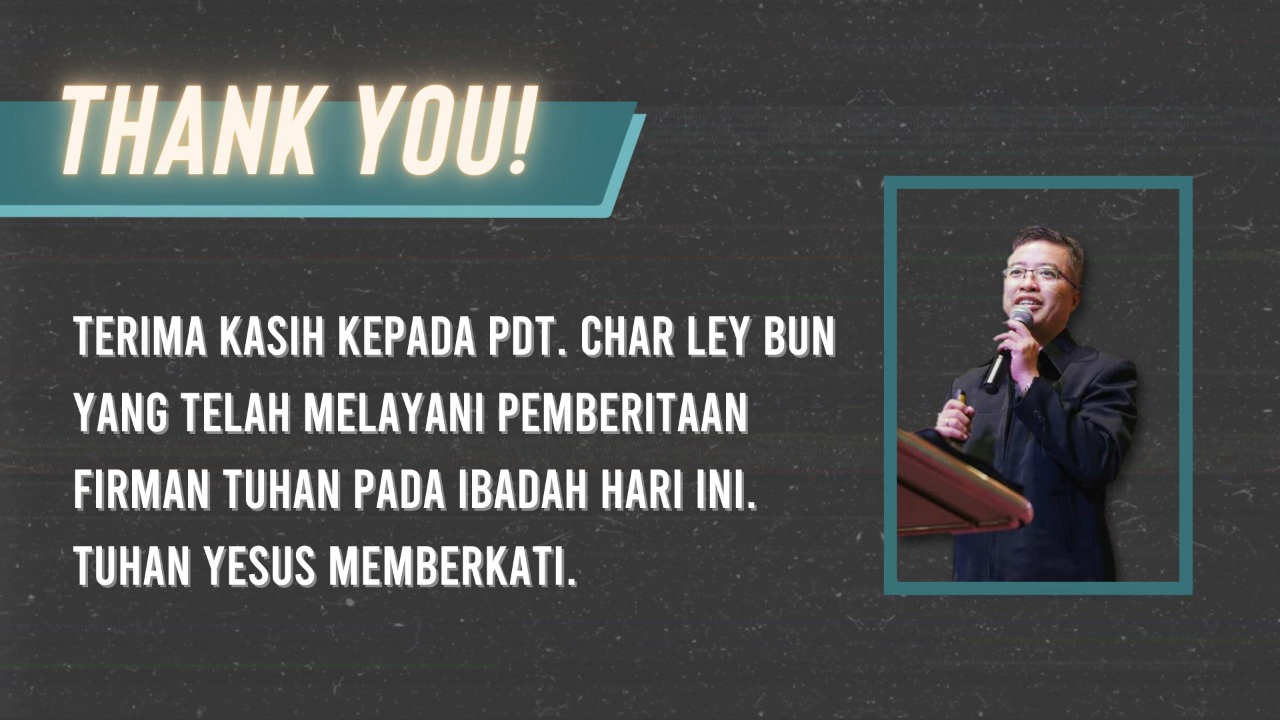 THANK YOU!
TERIMA KASIH KEPADA PDT. CHAR LEY BUN
YANG TELAH MELAYANI PEMBERITAAN
FIRMAN TUHAN PADA IBADAH HARI INI.
TUHAN YESUS MEMBERKATI.